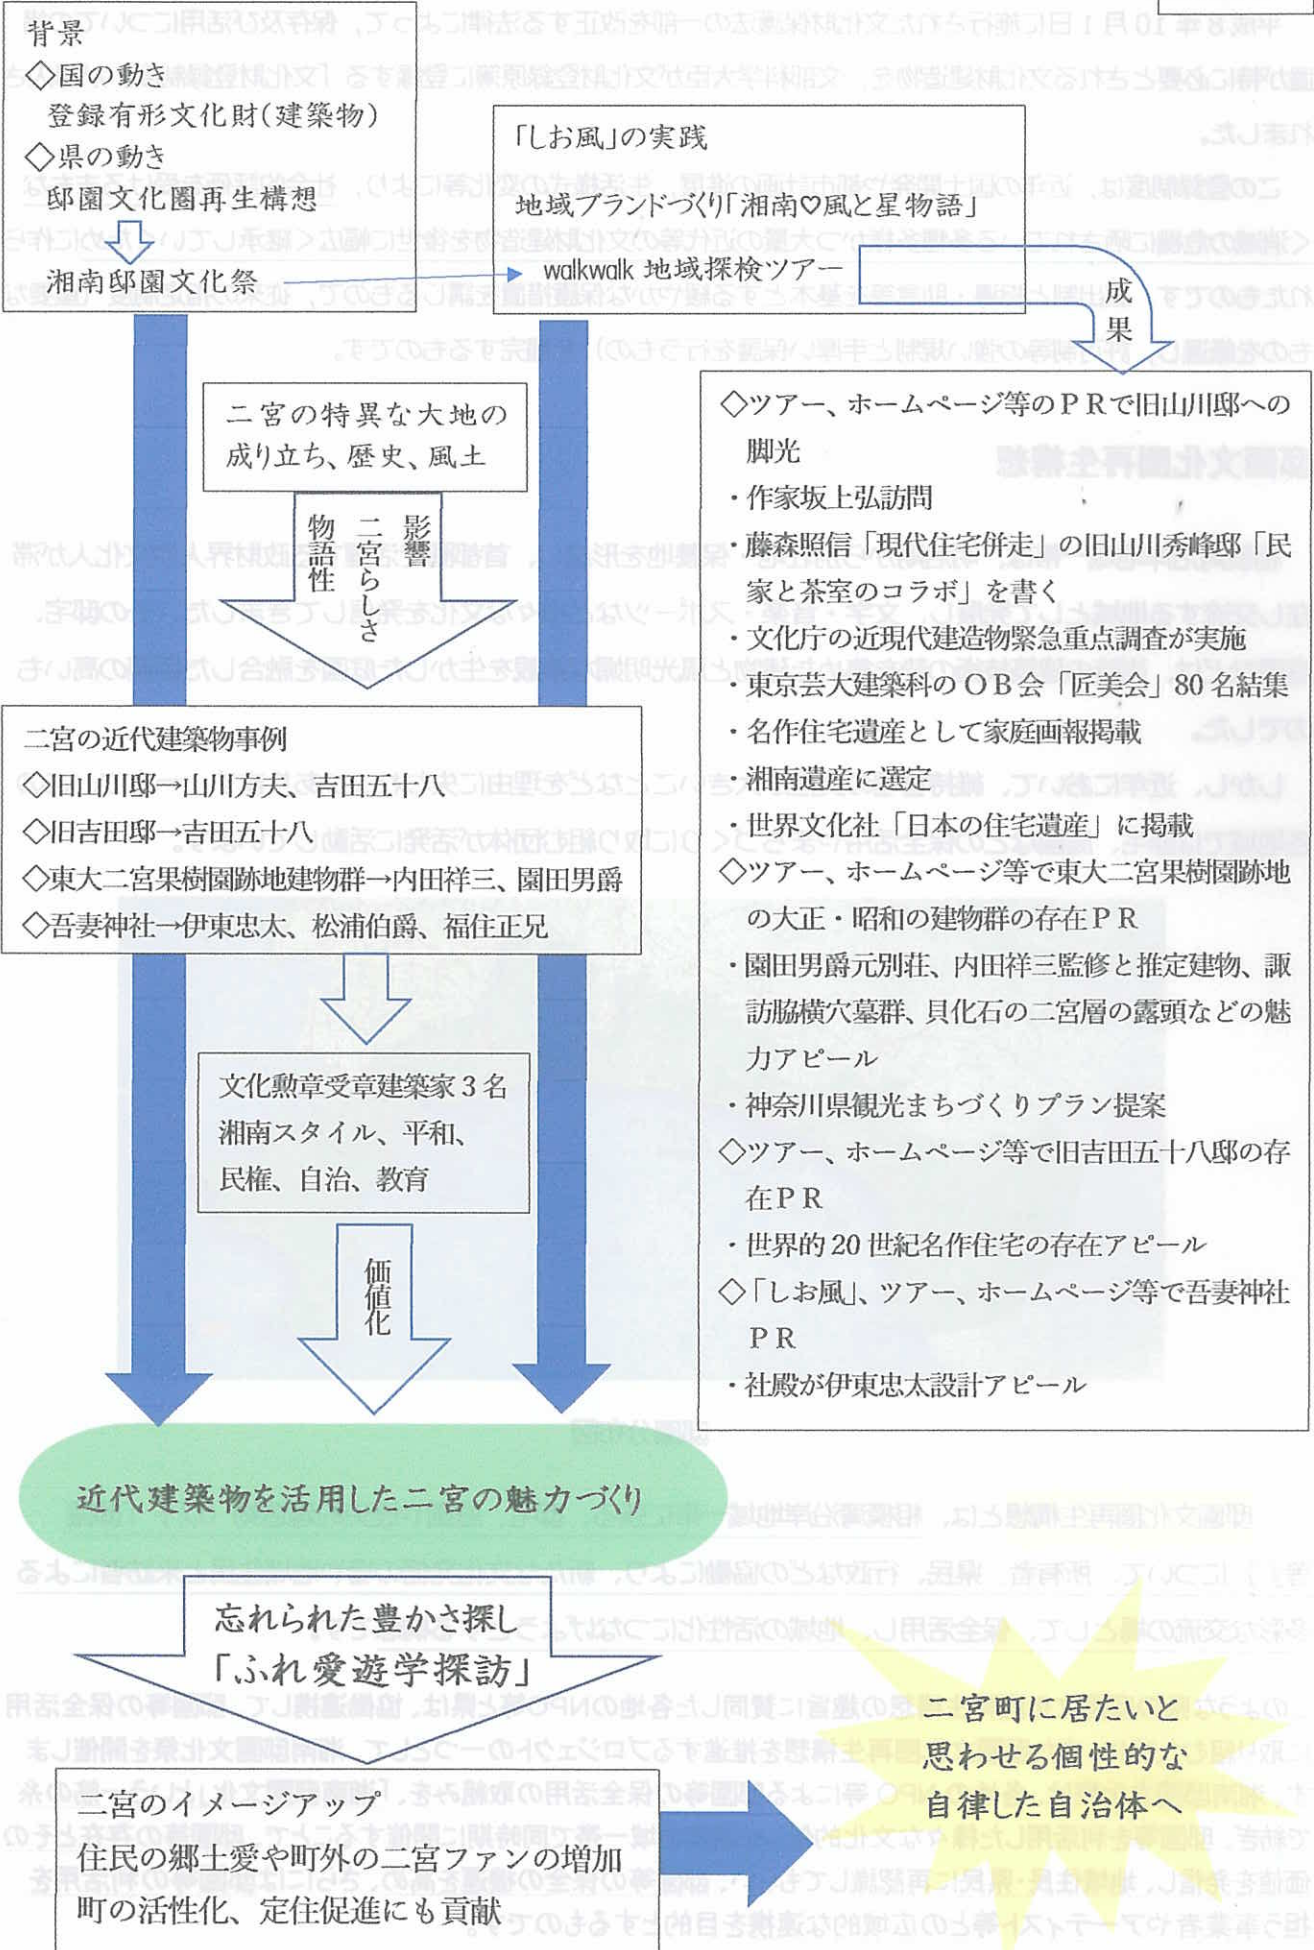 背景
◇国の動き
登録有形文化財(建築物)
◇県の動き
邸園文化圏再生構想
湘南邸園文化祭
「しお風」の実践
地域ブランドづくり「湘南♡風と星物語」
walkwalk 地域探検ツアー
成果
二宮の特異な大地の
成り立ち、歴史、風土
影響
二宮らしさ
物語性
二宮の近代建築物事例
◇旧山川邸→山川方夫、吉田五十八
◇旧吉田邸→吉田五十八
◇東大二宮果樹園跡地建物群→内田祥三、園田男爵
◇吾妻神社→伊東忠太、松浦伯爵、福住正兄
文化勲章受章建築家3名
湘南スタイル、平和、
民権、自治、教育
価値化
◇ツアー、ホームページ等のＰＲで旧山川邸への
脚光
・作家坂上弘訪問
・藤森照信「現代住宅併走」の旧山川秀峰邸「民
家と茶室のコラボ」を書く
・文化庁の近現代建造物緊急重点調査が実施
・東京芸大建築科のＯＢ会「匠美会」80名結集
・名作住宅遺産として家庭画報掲載
・湘南遺産に選定
・世界文化社「日本の住宅遺産」に掲載
◇ツアー、ホームページ等で東大二宮果樹園跡地
の大正・昭和の建物群の存在ＰＲ
・園田男爵元別荘、内田祥三監修と推定建物、諏
訪脇横穴墓群、貝化石の二宮層の露頭などの魅
力アピール
・神奈川県観光まちづくりプラン提案
◇ツアー、ホームページ等で旧吉田五十八邸の存
在ＰＲ
・世界的20世紀名作住宅の存在アピール
◇「しお風」、ツアー、ホームページ等で吾妻神社
ＰＲ
・社殿が伊東忠太設計アピール
近代建築物を活用した二宮の魅力づくり
忘れられた豊かさ探し
「ふれ愛遊学探訪」
二宮のイメージアップ
住民の郷土愛や町外の二宮ファンの増加
町の活性化、定住促進にも貢献
二宮町に居たいと
思わせる個性的な
自律した自治体へ